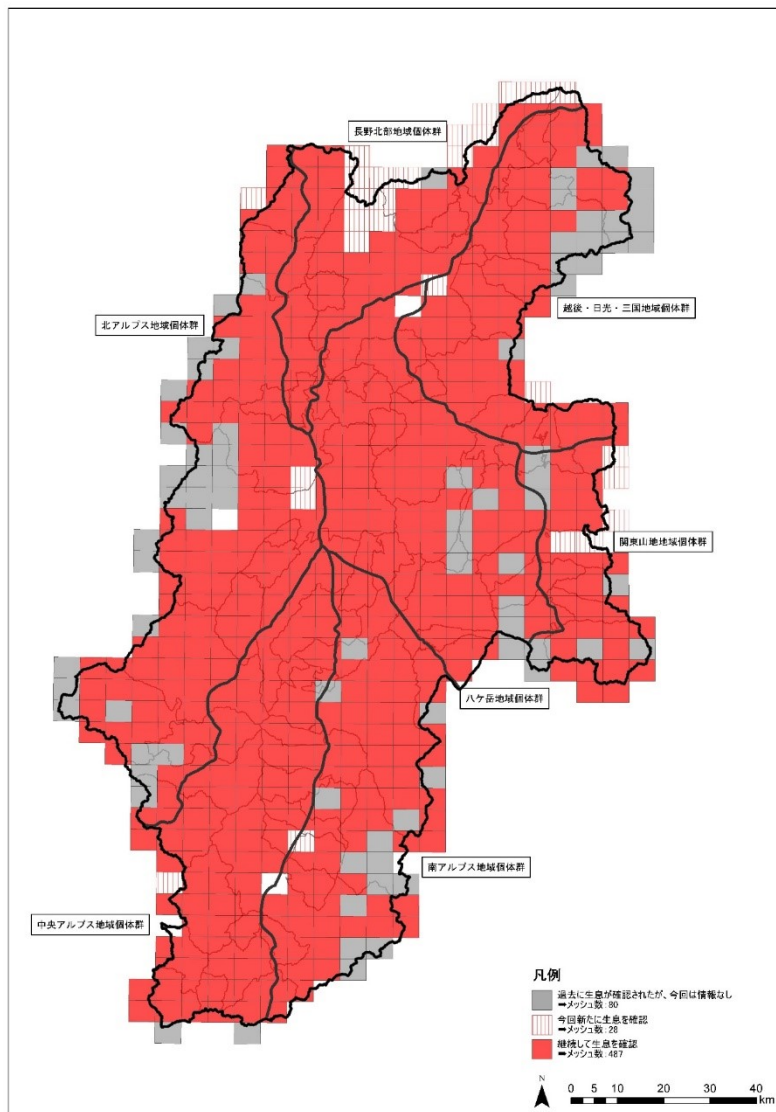 長野北部地域個体群
北アルプス地域個体群
越後・日光・三国地域個体群
関東山地地域個体群
八ケ岳地域個体群
南アルプス地域個体群
中央アルプス地域個体群
凡例
過去に生息が確認されたが、今回は情報なし
➡メッシュ数：80
今回新たに生息を確認
➡メッシュ数：28
継続して生息を確認
➡メッシュ数：487
N
0 5 10 20 30 40
km